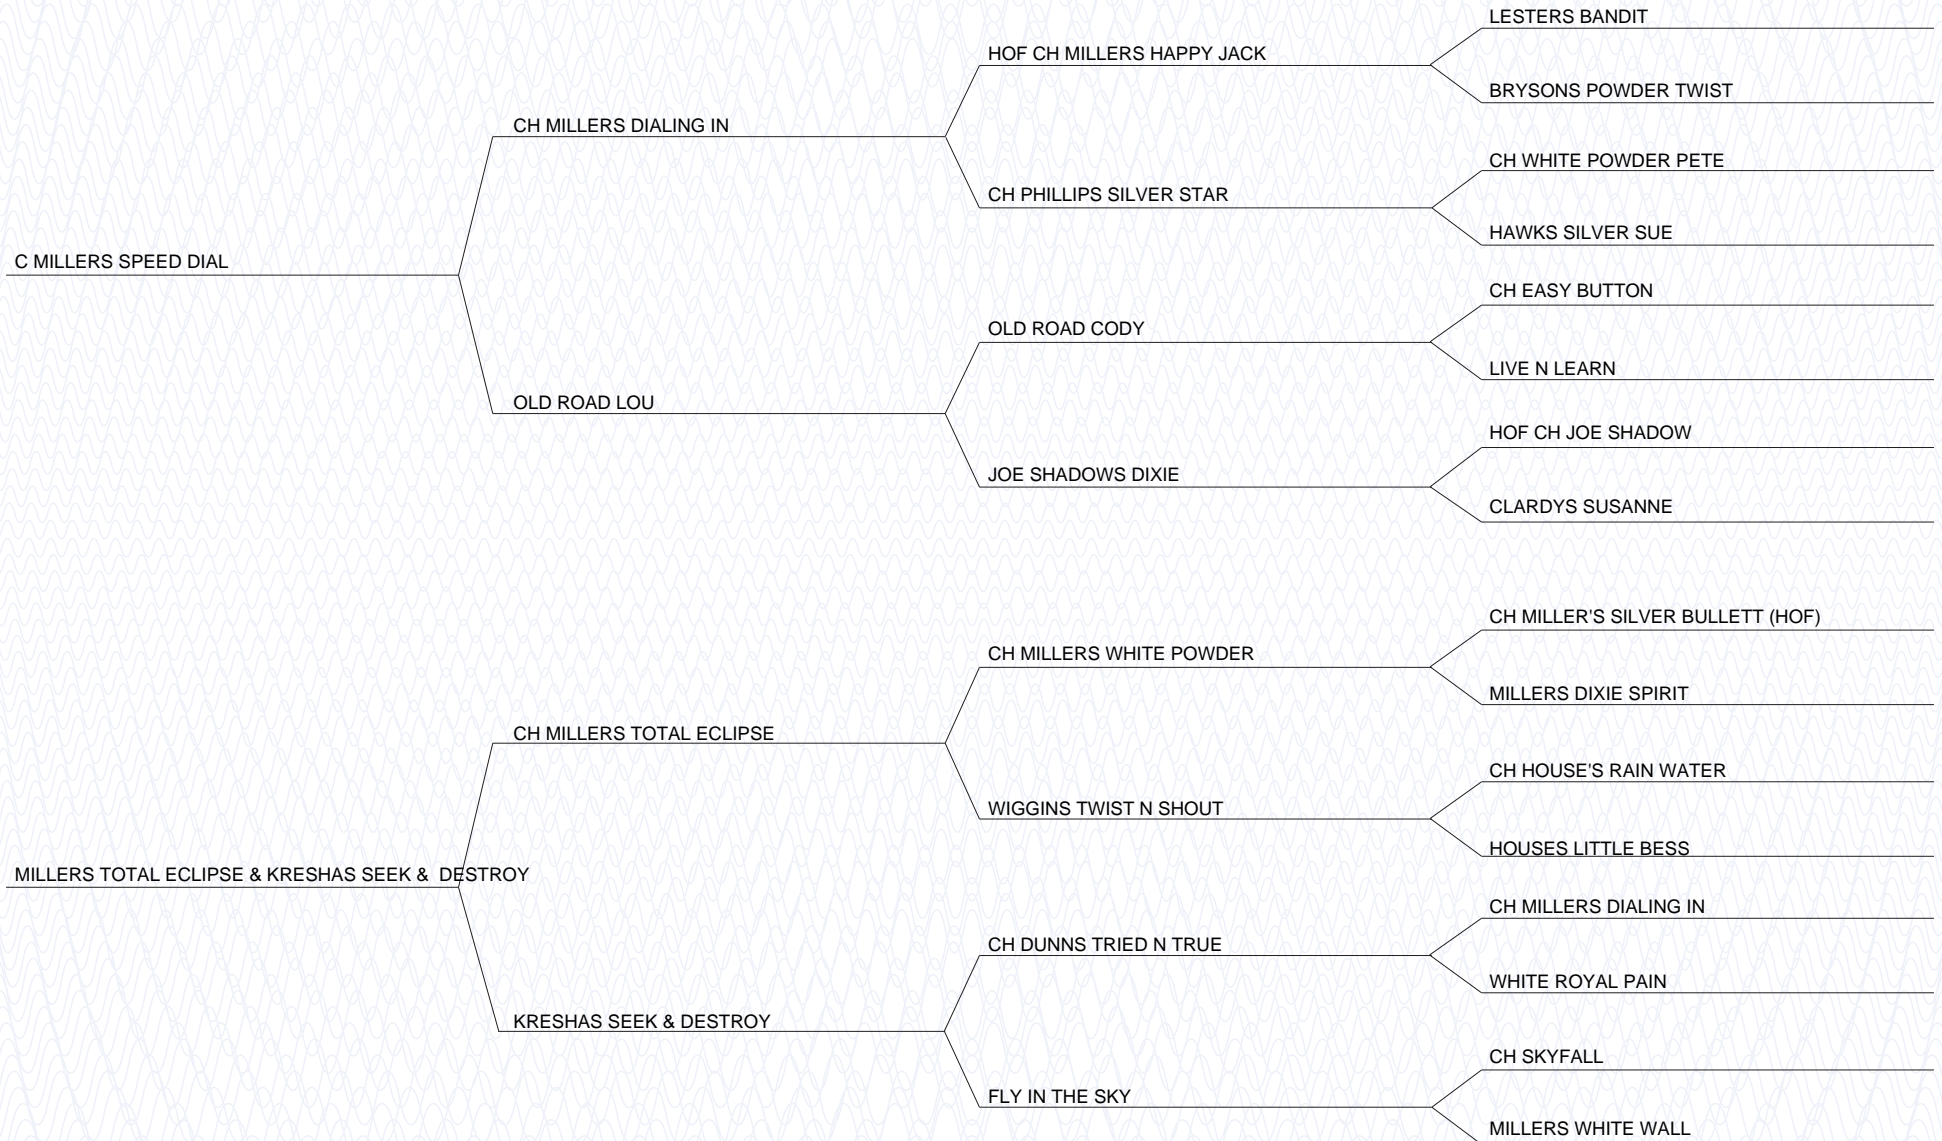 LESTERS BANDIT
HOF CH MILLERS HAPPY JACK
BRYSONS POWDER TWIST
CH MILLERS DIALING IN
CH WHITE POWDER PETE
CH PHILLIPS SILVER STAR
HAWKS SILVER SUE
C MILLERS SPEED DIAL
CH EASY BUTTON
OLD ROAD CODY
LIVE N LEARN
OLD ROAD LOU
HOF CH JOE SHADOW
JOE SHADOWS DIXIE
CLARDYS SUSANNE
CH MILLER'S SILVER BULLETT (HOF)
CH MILLERS WHITE POWDER
MILLERS DIXIE SPIRIT
CH MILLERS TOTAL ECLIPSE
CH HOUSE'S RAIN WATER
WIGGINS TWIST N SHOUT
HOUSES LITTLE BESS
MILLERS TOTAL ECLIPSE & KRESHAS SEEK &  DESTROY
CH MILLERS DIALING IN
CH DUNNS TRIED N TRUE
WHITE ROYAL PAIN
KRESHAS SEEK & DESTROY
CH SKYFALL
FLY IN THE SKY
MILLERS WHITE WALL